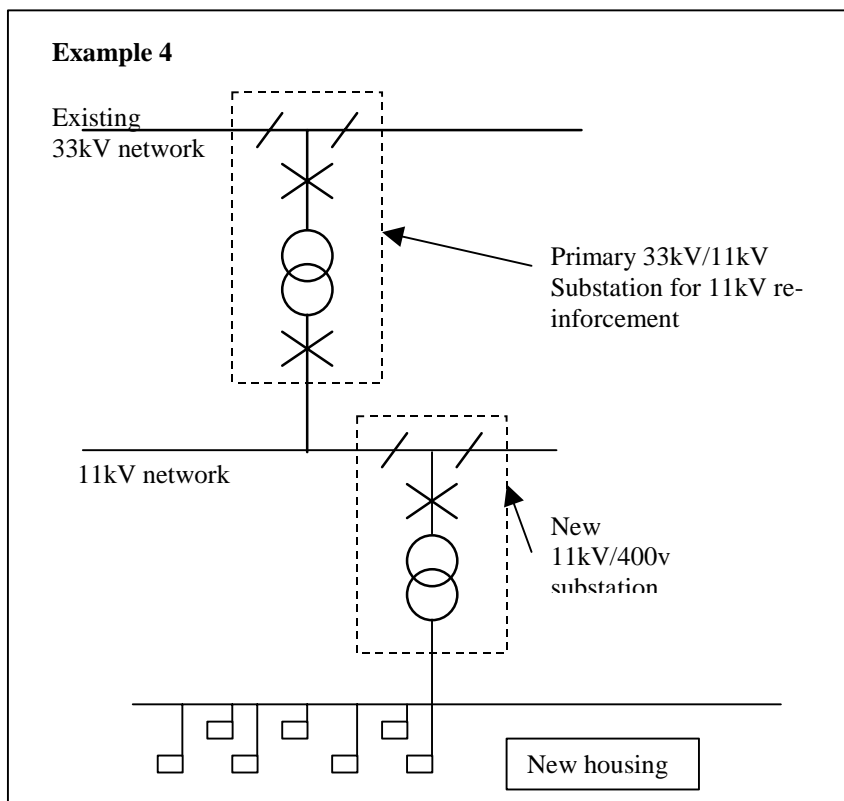 Example 4
Existing
33kV network
Primary 33kV/11kV
Substation for 11kV re-
inforcement
11kV network
New
11kV/400v
substation
New housing